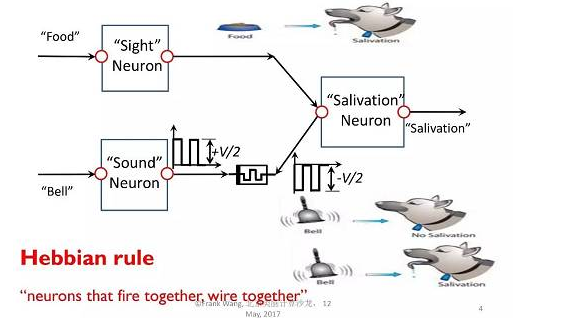 "Food"
"Sight"
Neuron
Food
Salivation
"Salivation"
Neuron
"Salivation"
"Sound"
Neuron
"Bell"
+V/2
-V/2
Bell
No Salivation
Bell
Salivation
Hebbian rule
"neurons that fire together, wire together"
©Frank Wang, 12
May, 2017
4